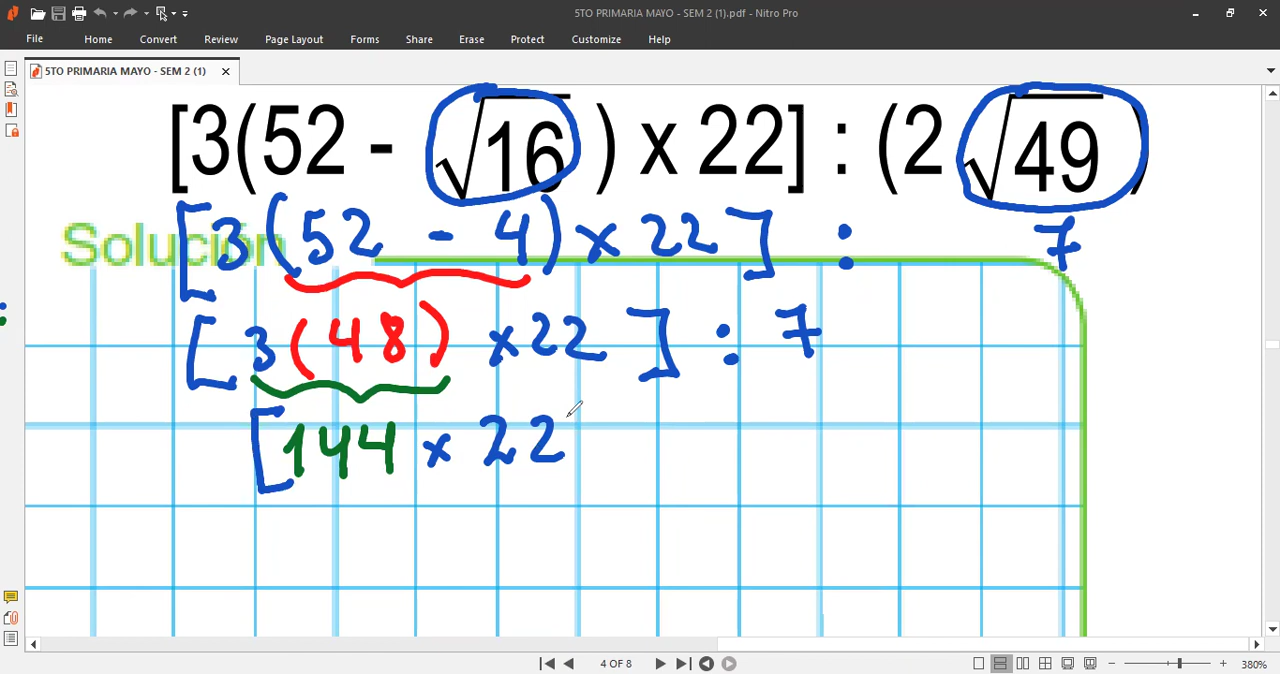 5TO PRIMARIA MAYO - SEM 2 (1).pdf - Nitro Pro
File Home Convert Review Page Layout Forms Share Erase Protect Customize Help
5TO PRIMARIA MAYO - SEM 2 (1)
[3(52 - √16 ) x 22] : (2 √49 )
Solución
[3(52 - 4) x 22] : 7
[3(48) x 22] : 7
[144 x 22
4 OF 8
380%